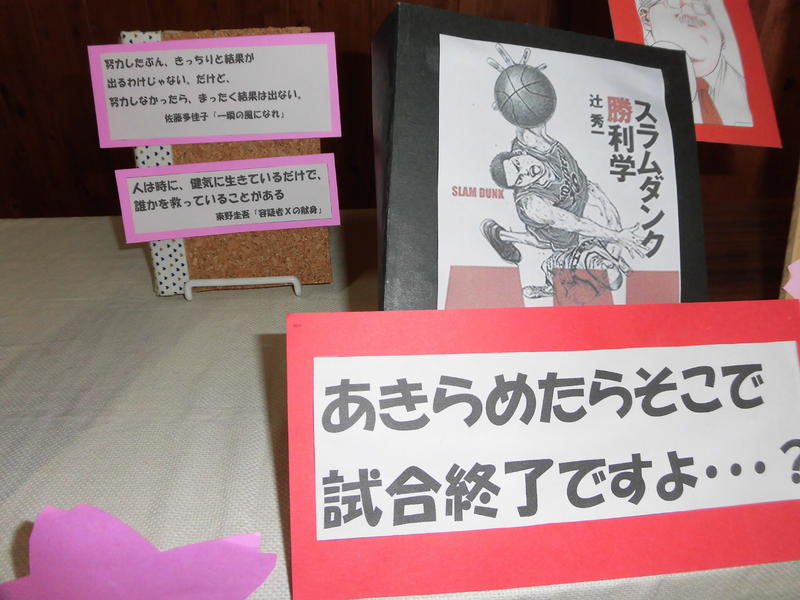 努力したぶん、きっちりと結果が
出るわけじゃない。だけど、
努力しなかったら、まったく結果は出ない。
佐藤多佳子「一瞬の風になれ」
人は時に、健気に生きているだけで、
誰かを救っていることがある
東野圭吾「容疑者Xの献身」
スラムダンク
勝利学
辻 秀一
SLAM DUNK
あきらめたらそこで
試合終了ですよ・・・？